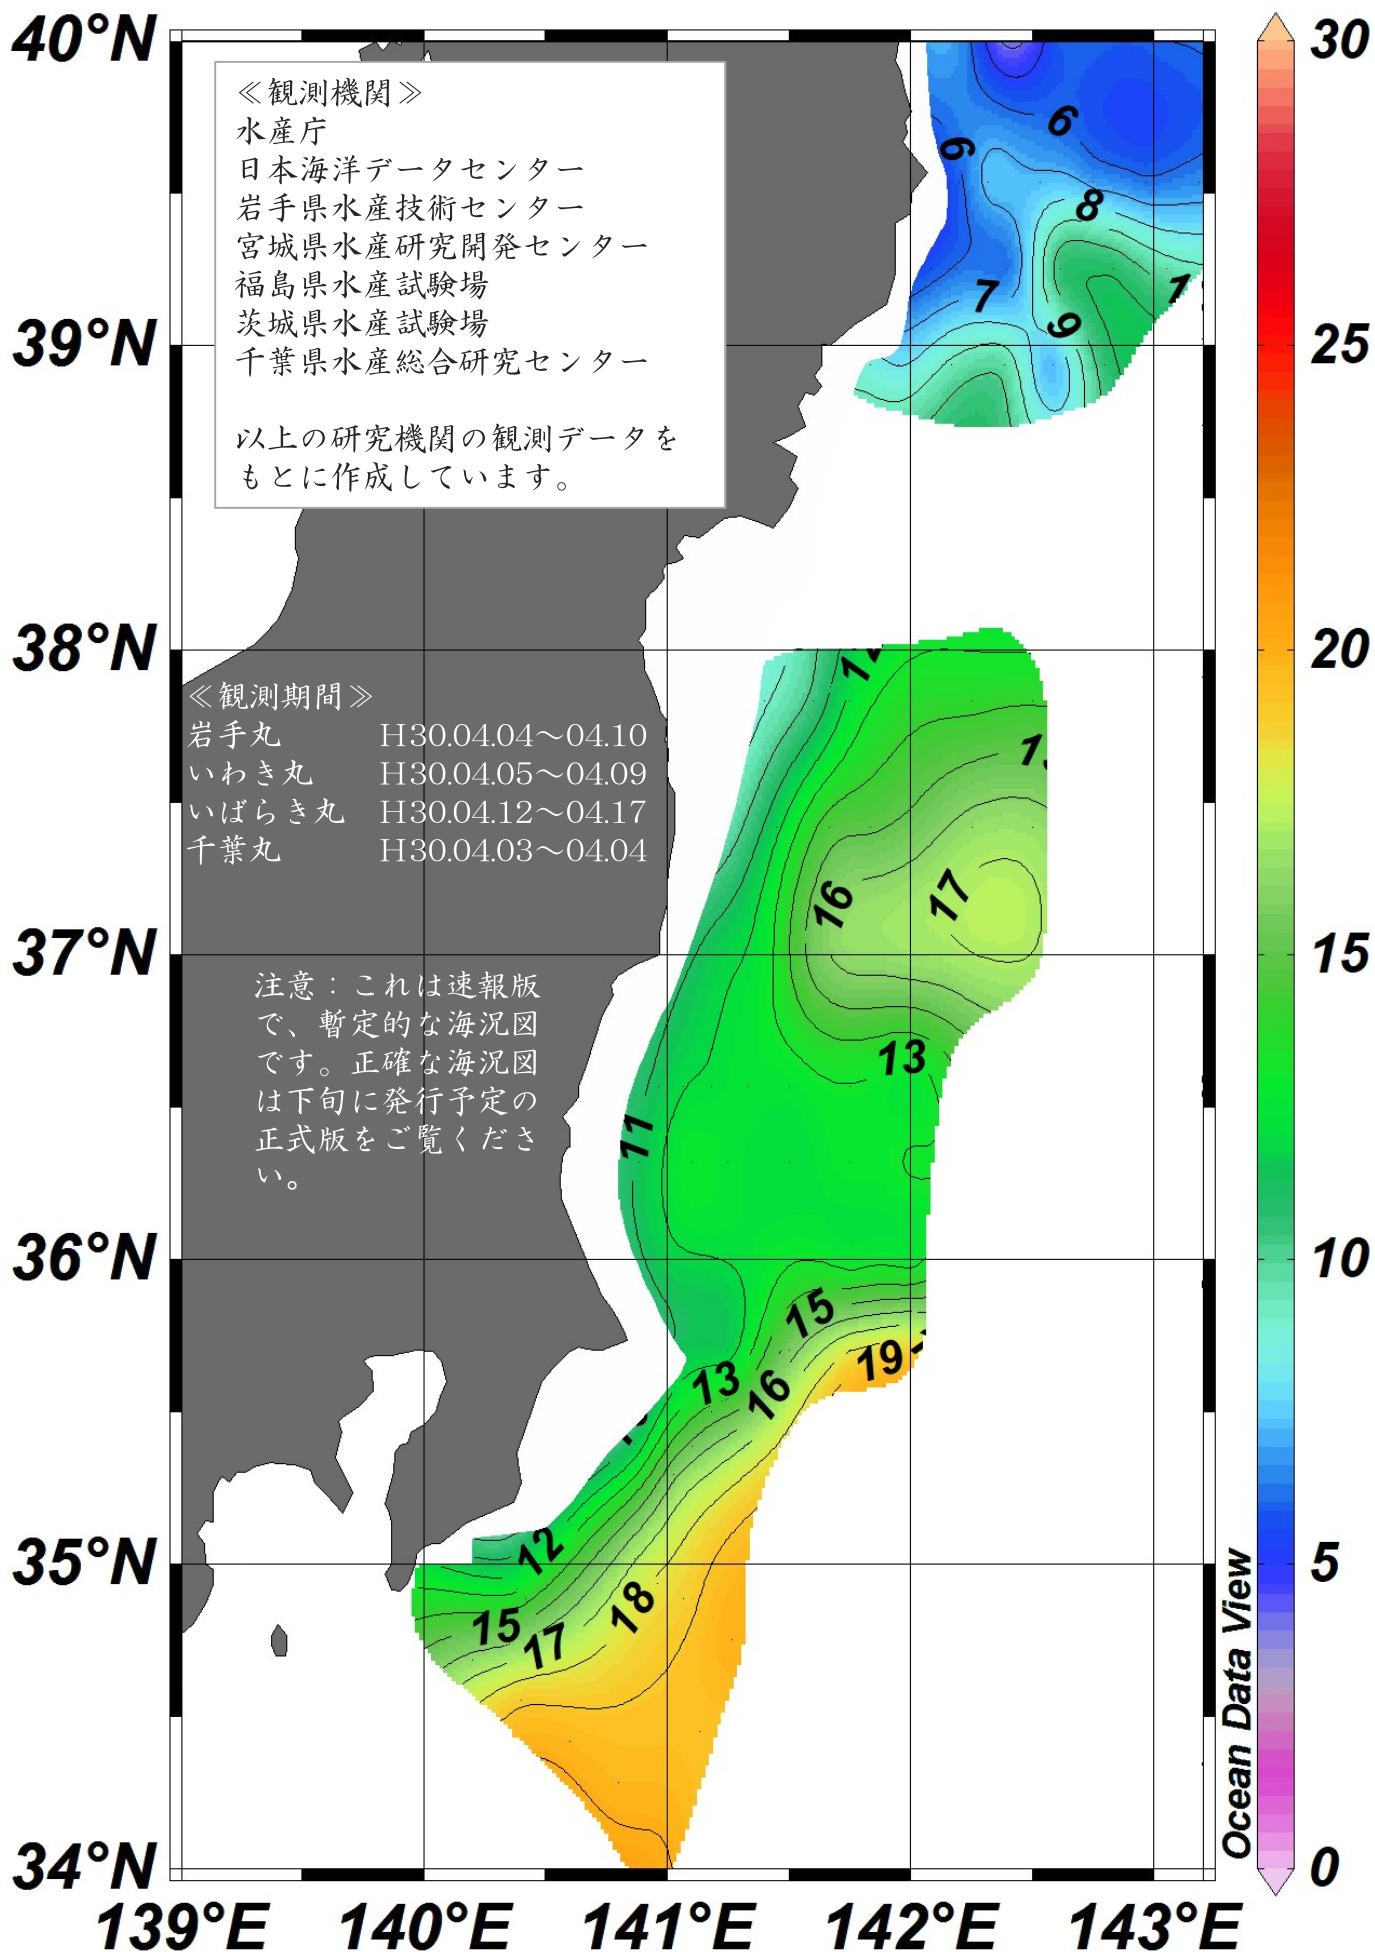 40°N
39°N
38°N
37°N
36°N
35°N
34°N
139°E
140°E
141°E
142°E
143°E
≪観測機関≫
水産庁
日本海洋データセンター
岩手県水産技術センター
宮城県水産研究開発センター
福島県水産試験場
茨城県水産試験場
千葉県水産総合研究センター
以上の研究機関の観測データを
もとに作成しています。
≪観測期間≫
岩手丸 H30.04.04～04.10
いわき丸 H30.04.05～04.09
いばらき丸 H30.04.12～04.17
千葉丸 H30.04.03～04.04
注意：これは速報版
で、暫定的な海況図
です。正確な海況図
は下旬に発行予定の
正式版をご覧くださ
い。
6
6
8
7
9
12
16
17
13
11
15
19
13
16
12
15
17
18
30
25
20
15
10
5
0
Ocean Data View